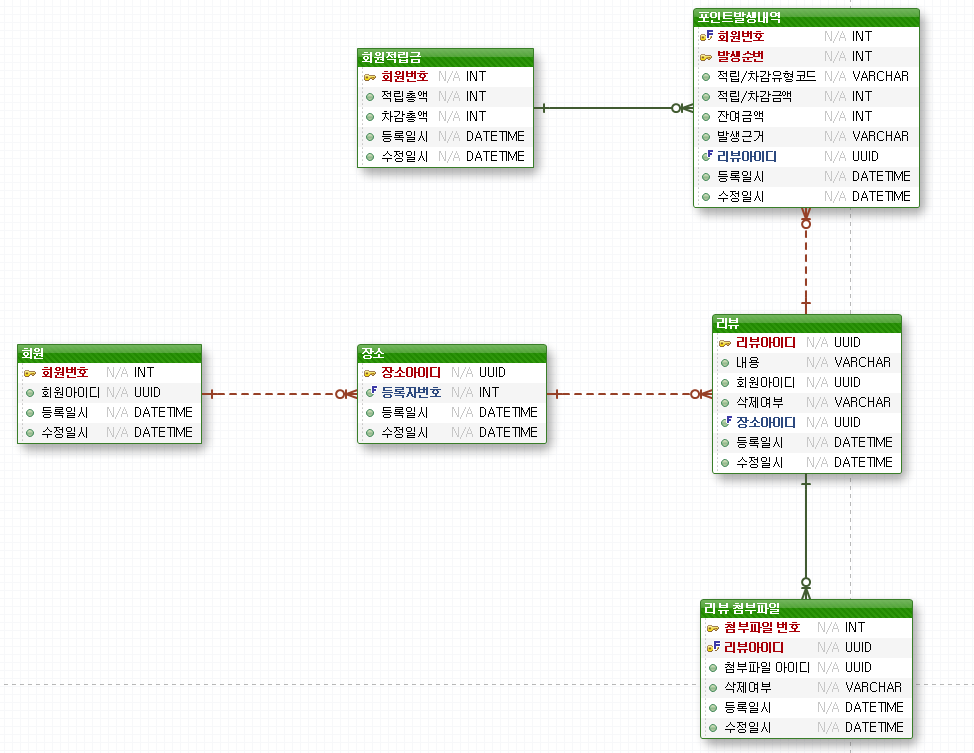 포인트발생내역
회원번호 N/A INT
발생순번 N/A INT
적립/차감유형코드 N/A VARCHAR
적립/차감금액 N/A INT
잔여금액 N/A INT
발생근거 N/A VARCHAR
리뷰아이디 N/A UUID
등록일시 N/A DATETIME
수정일시 N/A DATETIME
회원적립금
회원번호 N/A INT
적립총액 N/A INT
차감총액 N/A INT
등록일시 N/A DATETIME
수정일시 N/A DATETIME
회원
회원번호 N/A INT
회원아이디 N/A UUID
등록일시 N/A DATETIME
수정일시 N/A DATETIME
장소
장소아이디 N/A UUID
등록자번호 N/A INT
등록일시 N/A DATETIME
수정일시 N/A DATETIME
리뷰
리뷰아이디 N/A UUID
내용 N/A VARCHAR
회원아이디 N/A UUID
삭제여부 N/A VARCHAR
장소아이디 N/A UUID
등록일시 N/A DATETIME
수정일시 N/A DATETIME
리뷰 첨부파일
첨부파일 번호 N/A INT
리뷰아이디 N/A UUID
첨부파일 아이디 N/A UUID
삭제여부 N/A VARCHAR
등록일시 N/A DATETIME
수정일시 N/A DATETIME